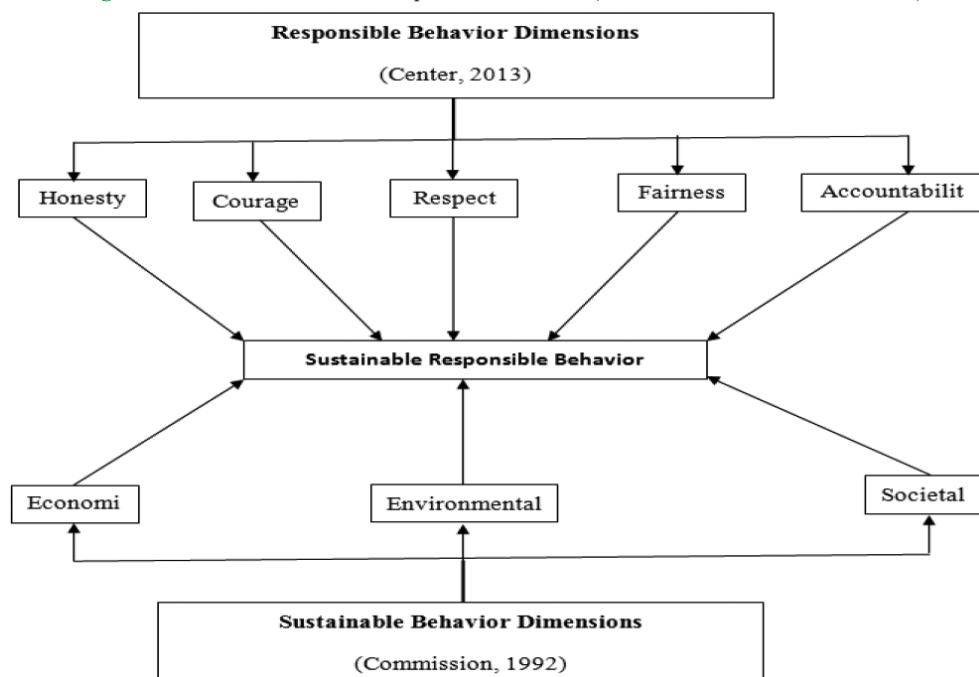 Responsible Behavior Dimensions
(Center, 2013)
Honesty
Courage
Respect
Fairness
Accountabilit
Sustainable Responsible Behavior
Economi
Environmental
Societal
Sustainable Behavior Dimensions
(Commission, 1992)